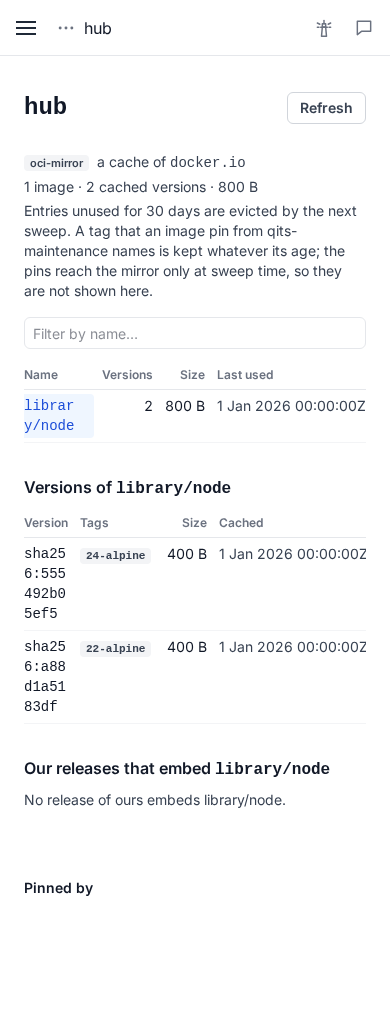 hub
hub
Refresh
oci-mirror a cache of docker.io
1 image · 2 cached versions · 800 B
Entries unused for 30 days are evicted by the next
sweep. A tag that an image pin from qits-
maintenance names is kept whatever its age; the
pins reach the mirror only at sweep time, so they
are not shown here.
Filter by name...
Name Versions Size Last used
librar
y/node 2 800 B 1 Jan 2026 00:00:00Z
Versions of library/node
Version Tags Size Cached
sha25 24-alpine 400 B 1 Jan 2026 00:00:00Z
6:555
492b0
5ef5
sha25 22-alpine 400 B 1 Jan 2026 00:00:00Z
6:a88
d1a51
83df
Our releases that embed library/node
No release of ours embeds library/node.
Pinned by